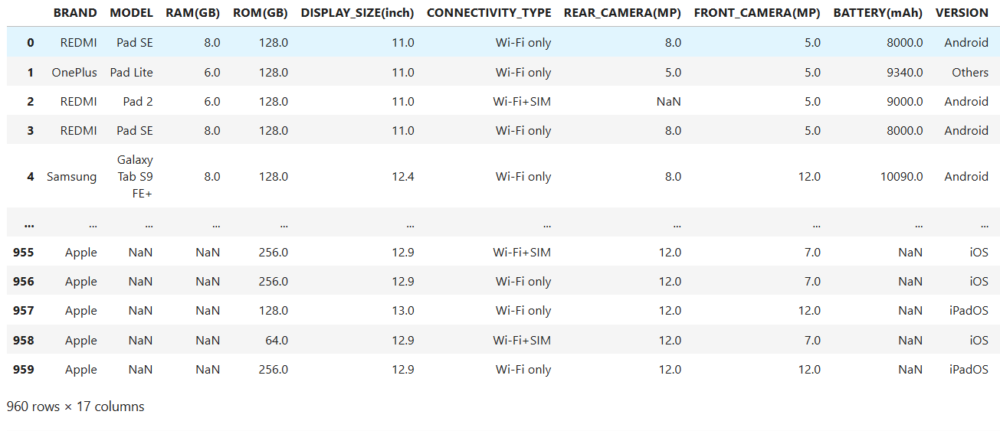 BRAND MODEL RAM(GB) ROM(GB) DISPLAY_SIZE(inch) CONNECTIVITY_TYPE REAR_CAMERA(MP) FRONT_CAMERA(MP) BATTERY(mAh) VERSION
0 REDMI Pad SE 8.0 128.0 11.0 Wi-Fi only 8.0 5.0 8000.0 Android
1 OnePlus Pad Lite 6.0 128.0 11.0 Wi-Fi only 5.0 5.0 9340.0 Others
2 REDMI Pad 2 6.0 128.0 11.0 Wi-Fi+SIM NaN 5.0 9000.0 Android
3 REDMI Pad SE 8.0 128.0 11.0 Wi-Fi only 8.0 5.0 8000.0 Android
Galaxy
4 Samsung Tab S9 8.0 128.0 12.4 Wi-Fi only 8.0 12.0 10090.0 Android
FE+
... ... ... ... ... ... ... ... ... ... ...
955 Apple NaN NaN 256.0 12.9 Wi-Fi+SIM 12.0 7.0 NaN iOS
956 Apple NaN NaN 256.0 12.9 Wi-Fi only 12.0 7.0 NaN iOS
957 Apple NaN NaN 128.0 13.0 Wi-Fi only 12.0 12.0 NaN iPadOS
958 Apple NaN NaN 64.0 12.9 Wi-Fi+SIM 12.0 7.0 NaN iOS
959 Apple NaN NaN 256.0 12.9 Wi-Fi only 12.0 12.0 NaN iPadOS
960 rows × 17 columns